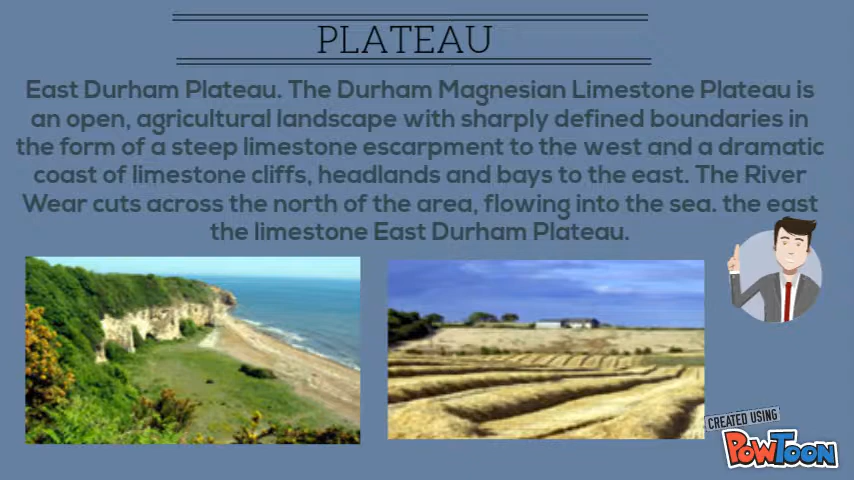 PLATEAU
East Durham Plateau. The Durham Magnesian Limestone Plateau is
an open, agricultural landscape with sharply defined boundaries in
the form of a steep limestone escarpment to the west and a dramatic
coast of limestone cliffs, headlands and bays to the east. The River
Wear cuts across the north of the area, flowing into the sea. the east
the limestone East Durham Plateau.
CREATED USING
POWTOON